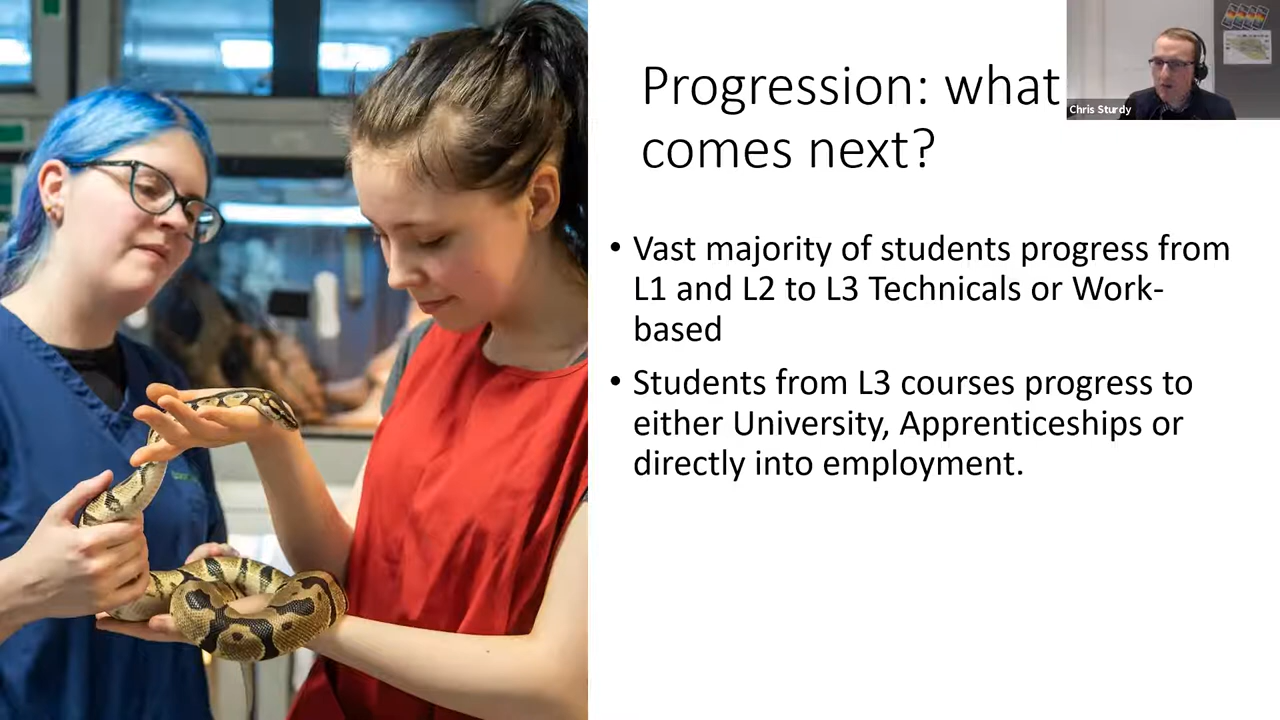 Progression: what
comes next?
Chris Sturdy
• Vast majority of students progress from
L1 and L2 to L3 Technicals or Work-
based
• Students from L3 courses progress to
either University, Apprenticeships or
directly into employment.